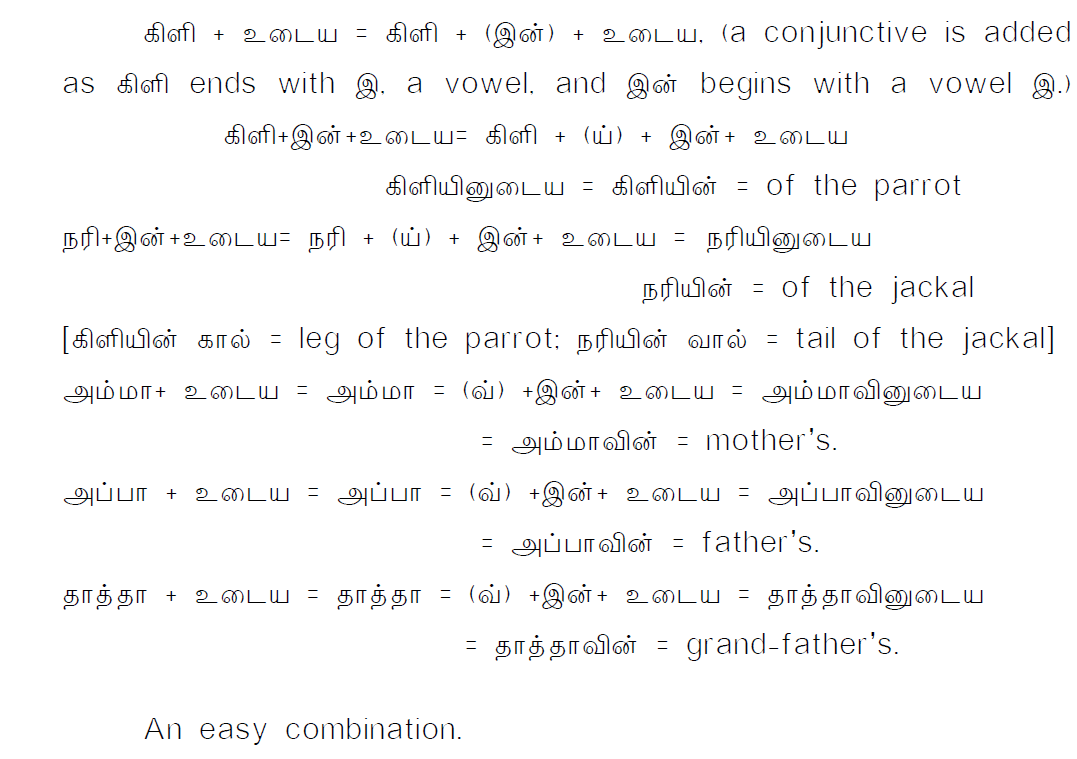 கிளி + உடைய = கிளி + (இன்) + உடைய. (a conjunctive is added
as கிளி ends with இ. a vowel, and இன் begins with a vowel இ.)
கிளி+இன்+உடைய= கிளி + (ய்) + இன்+ உடைய
கிளியினுடைய = கிளியின் = of the parrot
நரி+இன்+உடைய= நரி + (ய்) + இன்+ உடைய = நரியினுடைய
நரியின் = of the jackal
[கிளியின் கால் = leg of the parrot; நரியின் வால் = tail of the jackal]
அம்மா+ உடைய = அம்மா = (வ்) +இன்+ உடைய = அம்மாவினுடைய
= அம்மாவின் = mother's.
அப்பா + உடைய = அப்பா = (வ்) +இன்+ உடைய = அப்பாவினுடைய
= அப்பாவின் = father's.
தாத்தா + உடைய = தாத்தா = (வ்) +இன்+ உடைய = தாத்தாவினுடைய
= தாத்தாவின் = grand-father's.
An easy combination.